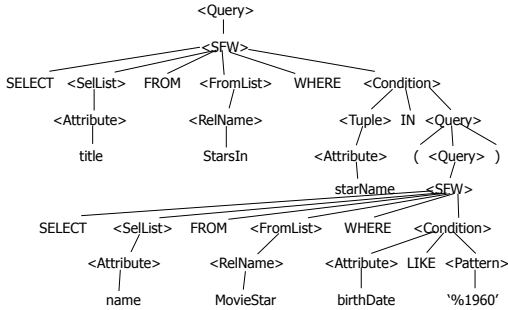 <Query>
<SFW>
SELECT <SelList> FROM <FromList> WHERE <Condition>
<Attribute> <RelName> <Tuple> IN <Query>
title StarsIn <Attribute> ( <Query> )
starName <SFW>
SELECT <SelList> FROM <FromList> WHERE <Condition>
<Attribute> <RelName> <Attribute> LIKE <Pattern>
name MovieStar birthDate ‘%1960’